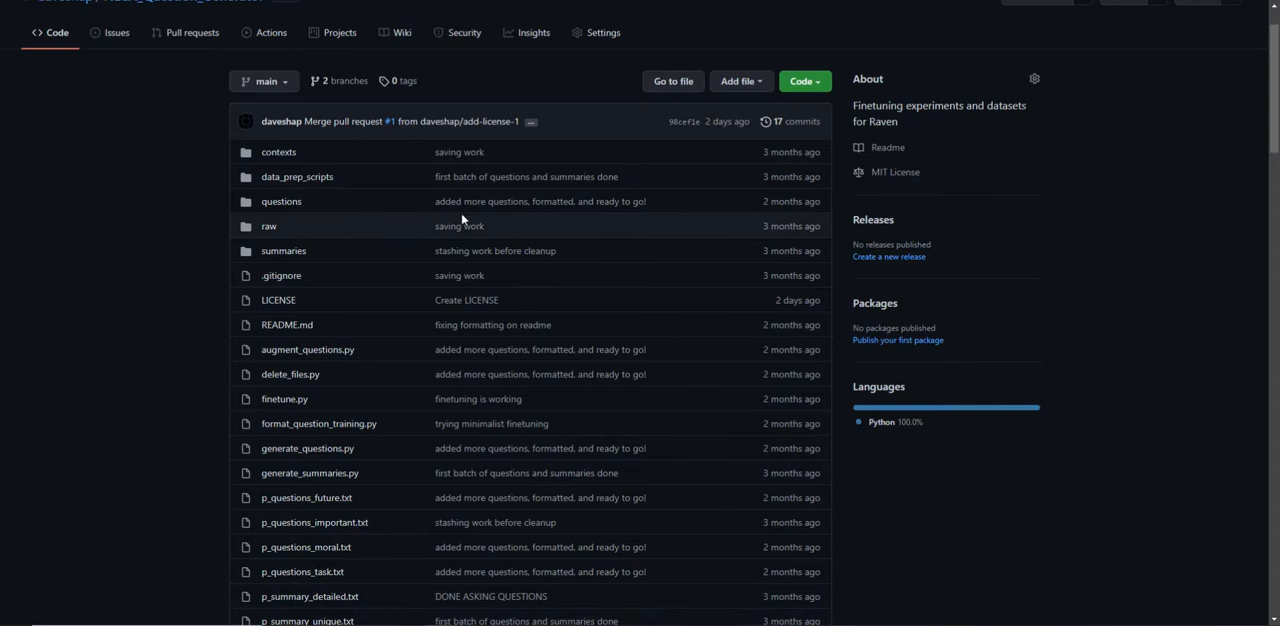 Code Issues Pull requests Actions Projects Wiki Security Insights Settings
main 2 branches 0 tags Go to file Add file Code
daveshap Merge pull request #1 from daveshap/add-license-1 ... 98cef1e 2 days ago 17 commits
contexts saving work 3 months ago
data_prep_scripts first batch of questions and summaries done 3 months ago
questions added more questions, formatted, and ready to go! 2 months ago
raw saving work 3 months ago
summaries stashing work before cleanup 3 months ago
.gitignore saving work 3 months ago
LICENSE Create LICENSE 2 days ago
README.md fixing formatting on readme 2 months ago
augment_questions.py added more questions, formatted, and ready to go! 2 months ago
delete_files.py added more questions, formatted, and ready to go! 2 months ago
finetune.py finetuning is working 2 months ago
format_question_training.py trying minimalist finetuning 2 months ago
generate_questions.py added more questions, formatted, and ready to go! 2 months ago
generate_summaries.py first batch of questions and summaries done 3 months ago
p_questions_future.txt added more questions, formatted, and ready to go! 2 months ago
p_questions_important.txt stashing work before cleanup 3 months ago
p_questions_moral.txt added more questions, formatted, and ready to go! 2 months ago
p_questions_task.txt added more questions, formatted, and ready to go! 2 months ago
p_summary_detailed.txt DONE ASKING QUESTIONS 3 months ago
p_summary_unique.txt first batch of questions and summaries done 3 months ago
About
Finetuning experiments and datasets
for Raven
Readme
MIT License
Releases
No releases published
Create a new release
Packages
No packages published
Publish your first package
Languages
Python 100.0%